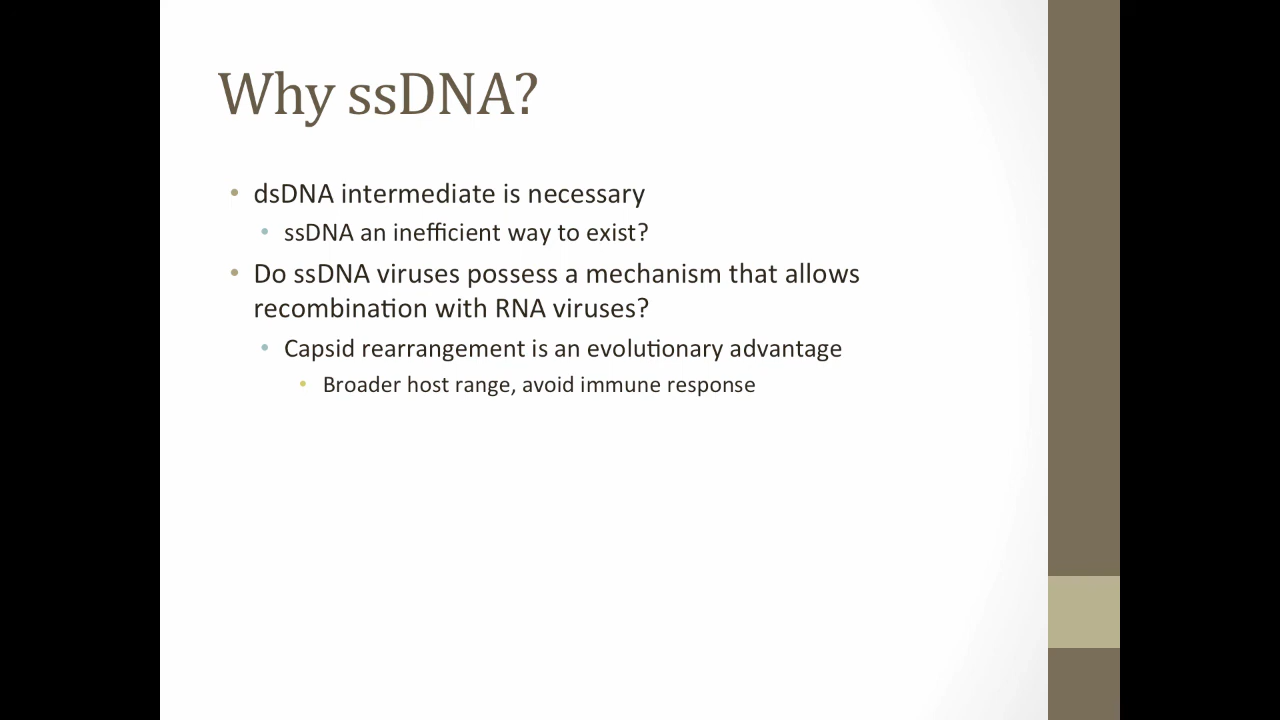 Why ssDNA?
• dsDNA intermediate is necessary
• ssDNA an inefficient way to exist?
• Do ssDNA viruses possess a mechanism that allows
recombination with RNA viruses?
• Capsid rearrangement is an evolutionary advantage
• Broader host range, avoid immune response